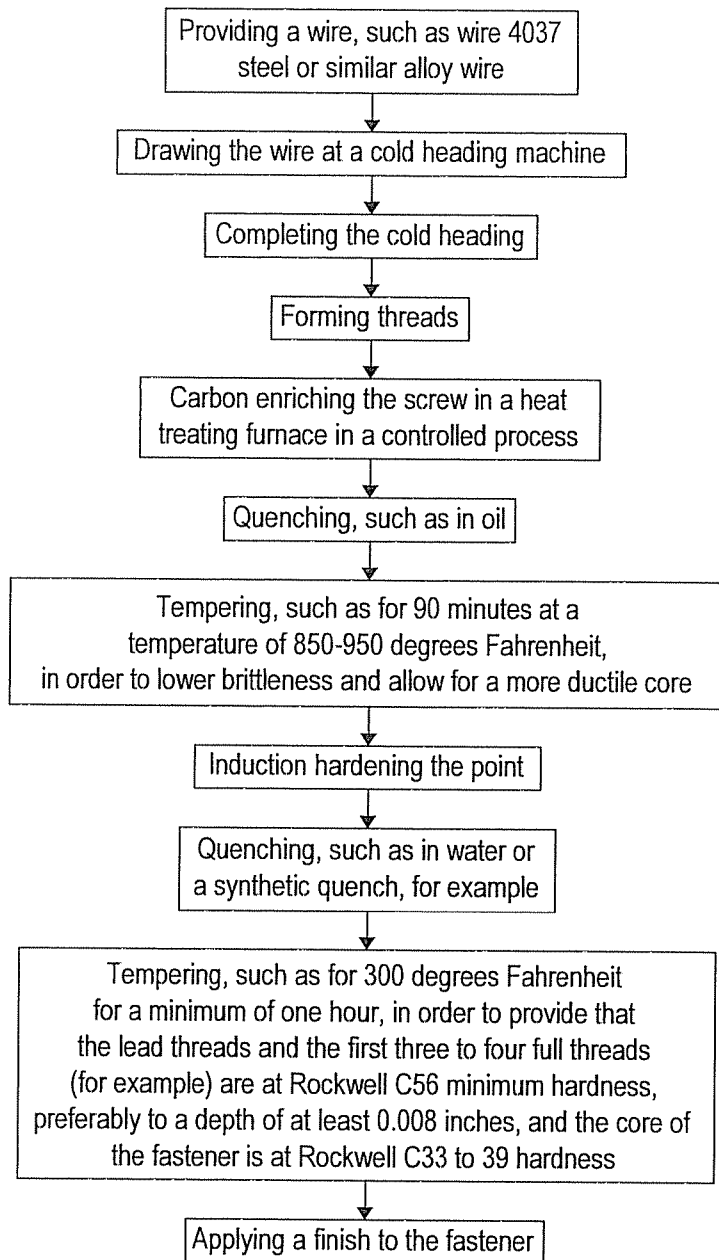 Providing a wire, such as wire 4037
steel or similar alloy wire
Drawing the wire at a cold heading machine
Completing the cold heading
Forming threads
Carbon enriching the screw in a heat
treating furnace in a controlled process
Quenching, such as in oil
Tempering, such as for 90 minutes at a
temperature of 850-950 degrees Fahrenheit,
in order to lower brittleness and allow for a more ductile core
Induction hardening the point
Quenching, such as in water or
a synthetic quench, for example
Tempering, such as for 300 degrees Fahrenheit
for a minimum of one hour, in order to provide that
the lead threads and the first three to four full threads
(for example) are at Rockwell C56 minimum hardness,
preferably to a depth of at least 0.008 inches, and the core of
the fastener is at Rockwell C33 to 39 hardness
Applying a finish to the fastener